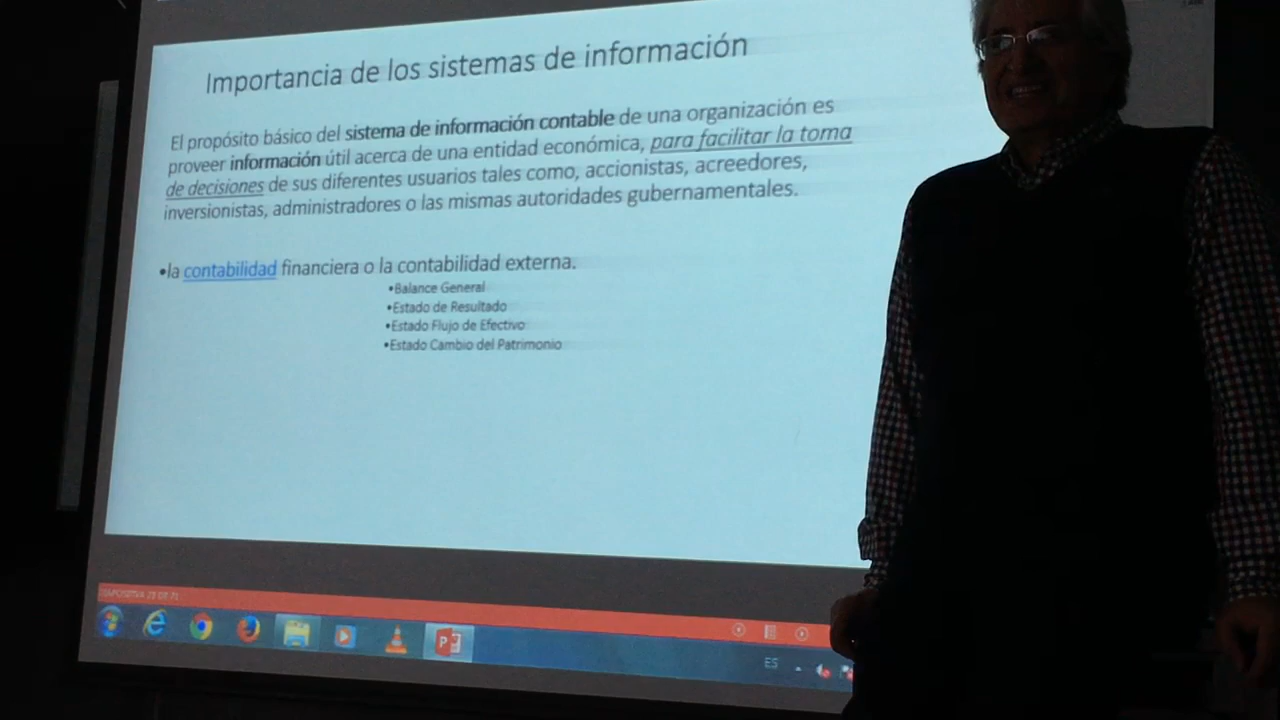 Importancia de los sistemas de información
El propósito básico del sistema de información contable de una organización es
proveer información útil acerca de una entidad económica, para facilitar la toma
de decisiones de sus diferentes usuarios tales como, accionistas, acreedores,
inversionistas, administradores o las mismas autoridades gubernamentales.
•la contabilidad financiera o la contabilidad externa.
•Balance General
•Estado de Resultado
•Estado Flujo de Efectivo
•Estado Cambio del Patrimonio
ES